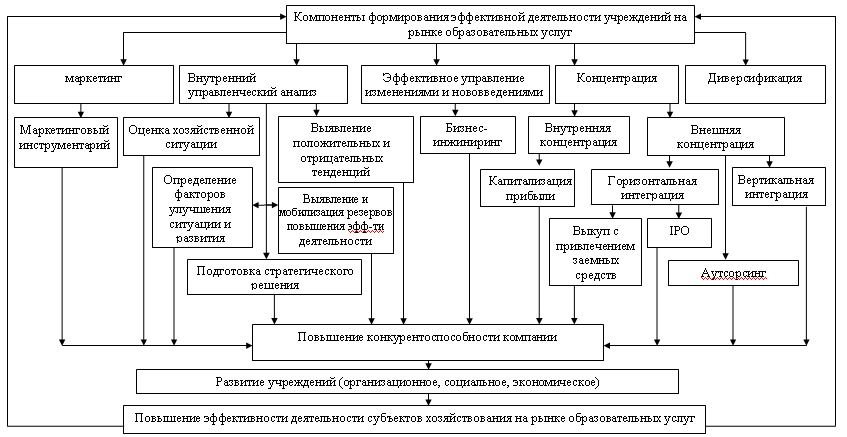 Компоненты формирования эффективной деятельности учреждений на
рынке образовательных услуг
маркетинг
Внутренний
управленческий анализ
Эффективное управление
изменениями и нововведениями
Концентрация
Диверсификация
Маркетинговый
инструментарий
Оценка хозяйственной
ситуации
Выявление
положительных и
отрицательных
тенденций
Бизнес-
инжиниринг
Внутренняя
концентрация
Внешняя
концентрация
Определение
факторов
улучшения
ситуации и
развития
Выявление и
мобилизация резервов
повышения эфф-ти
деятельности
Капитализация
прибыли
Горизонтальная
интеграция
Вертикальная
интеграция
Выкуп с
привлечением
заемных
средств
IPO
Подготовка стратегического
решения
Аутсорсинг
Повышение конкурентоспособности компании
Развитие учреждений (организационное, социальное, экономическое)
Повышение эффективности деятельности субъектов хозяйствования на рынке образовательных услуг